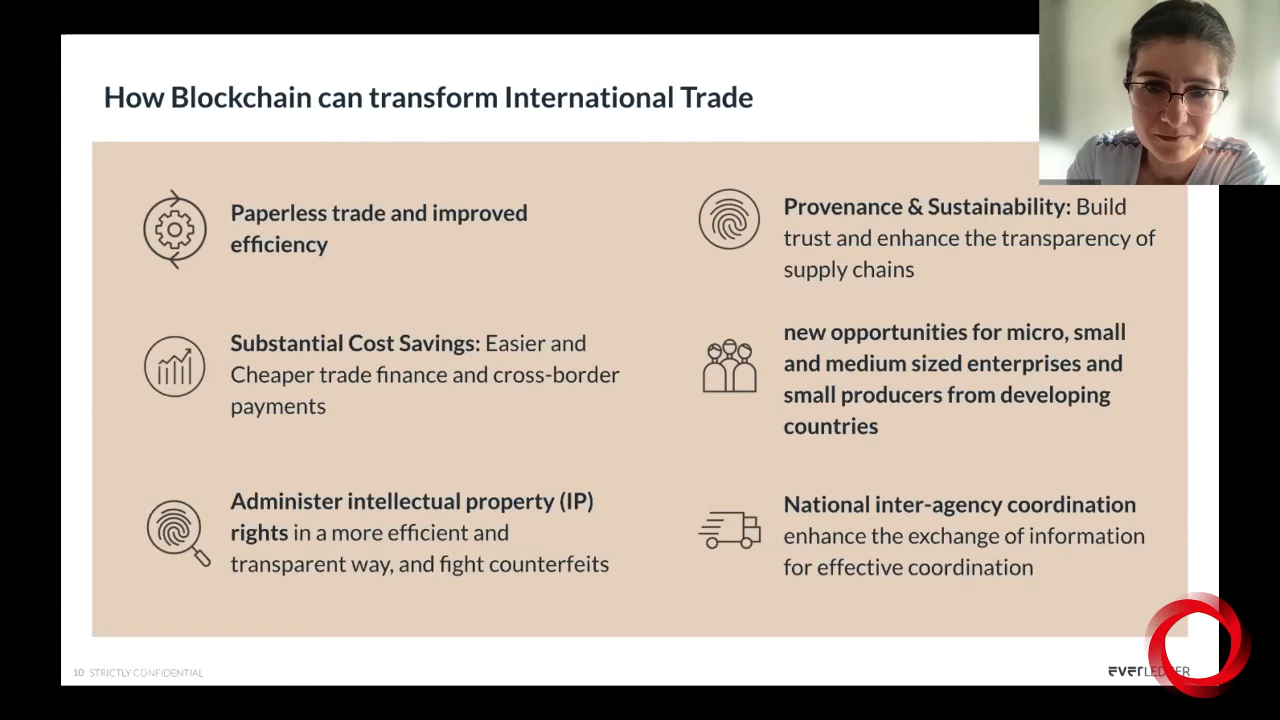 How Blockchain can transform International Trade
Paperless trade and improved
efficiency
Substantial Cost Savings: Easier and
Cheaper trade finance and cross-border
payments
Administer intellectual property (IP)
rights in a more efficient and
transparent way, and fight counterfeits
Provenance & Sustainability: Build
trust and enhance the transparency of
supply chains
new opportunities for micro, small
and medium sized enterprises and
small producers from developing
countries
National inter-agency coordination
enhance the exchange of information
for effective coordination
10 STRICTLY CONFIDENTIAL
EVERLEDGER